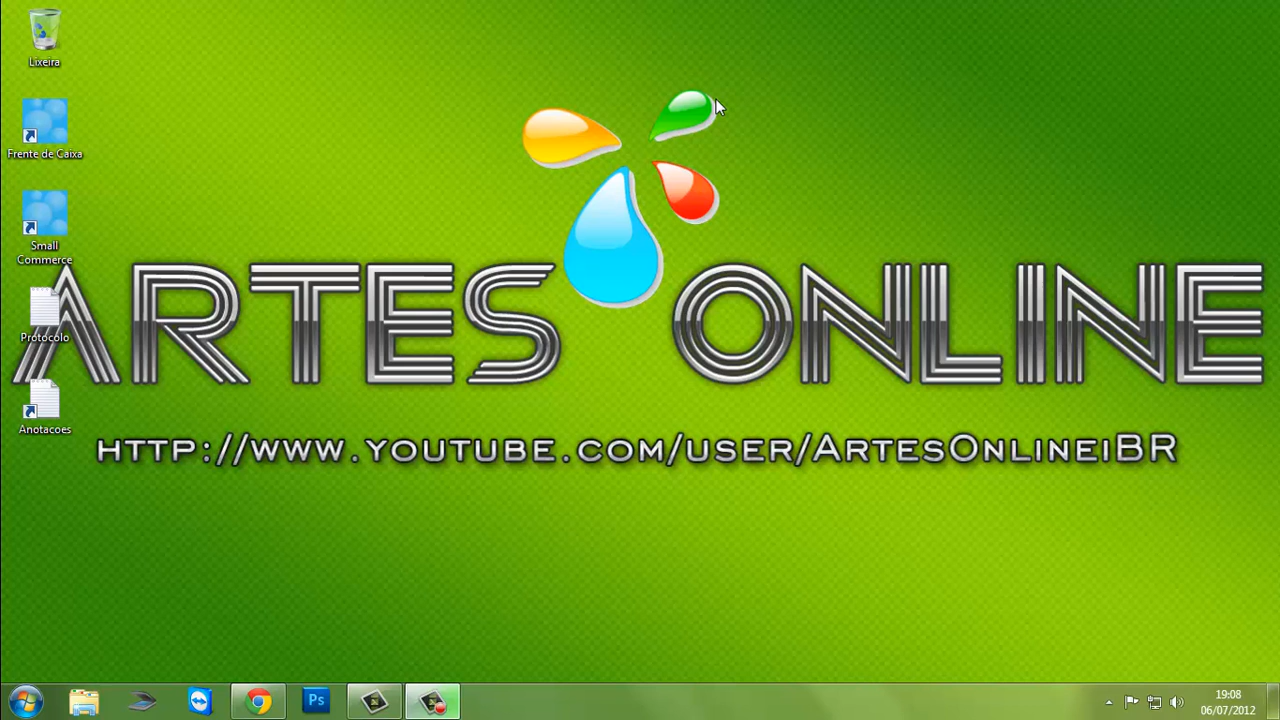 Lixeira
Frente de Caixa
Small
Commerce
Protocolo
Anotacoes
ARTES ONLINE
HTTP://WWW.YOUTUBE.COM/USER/ARTESONLINEiBR
Ps
19:08
06/07/2012